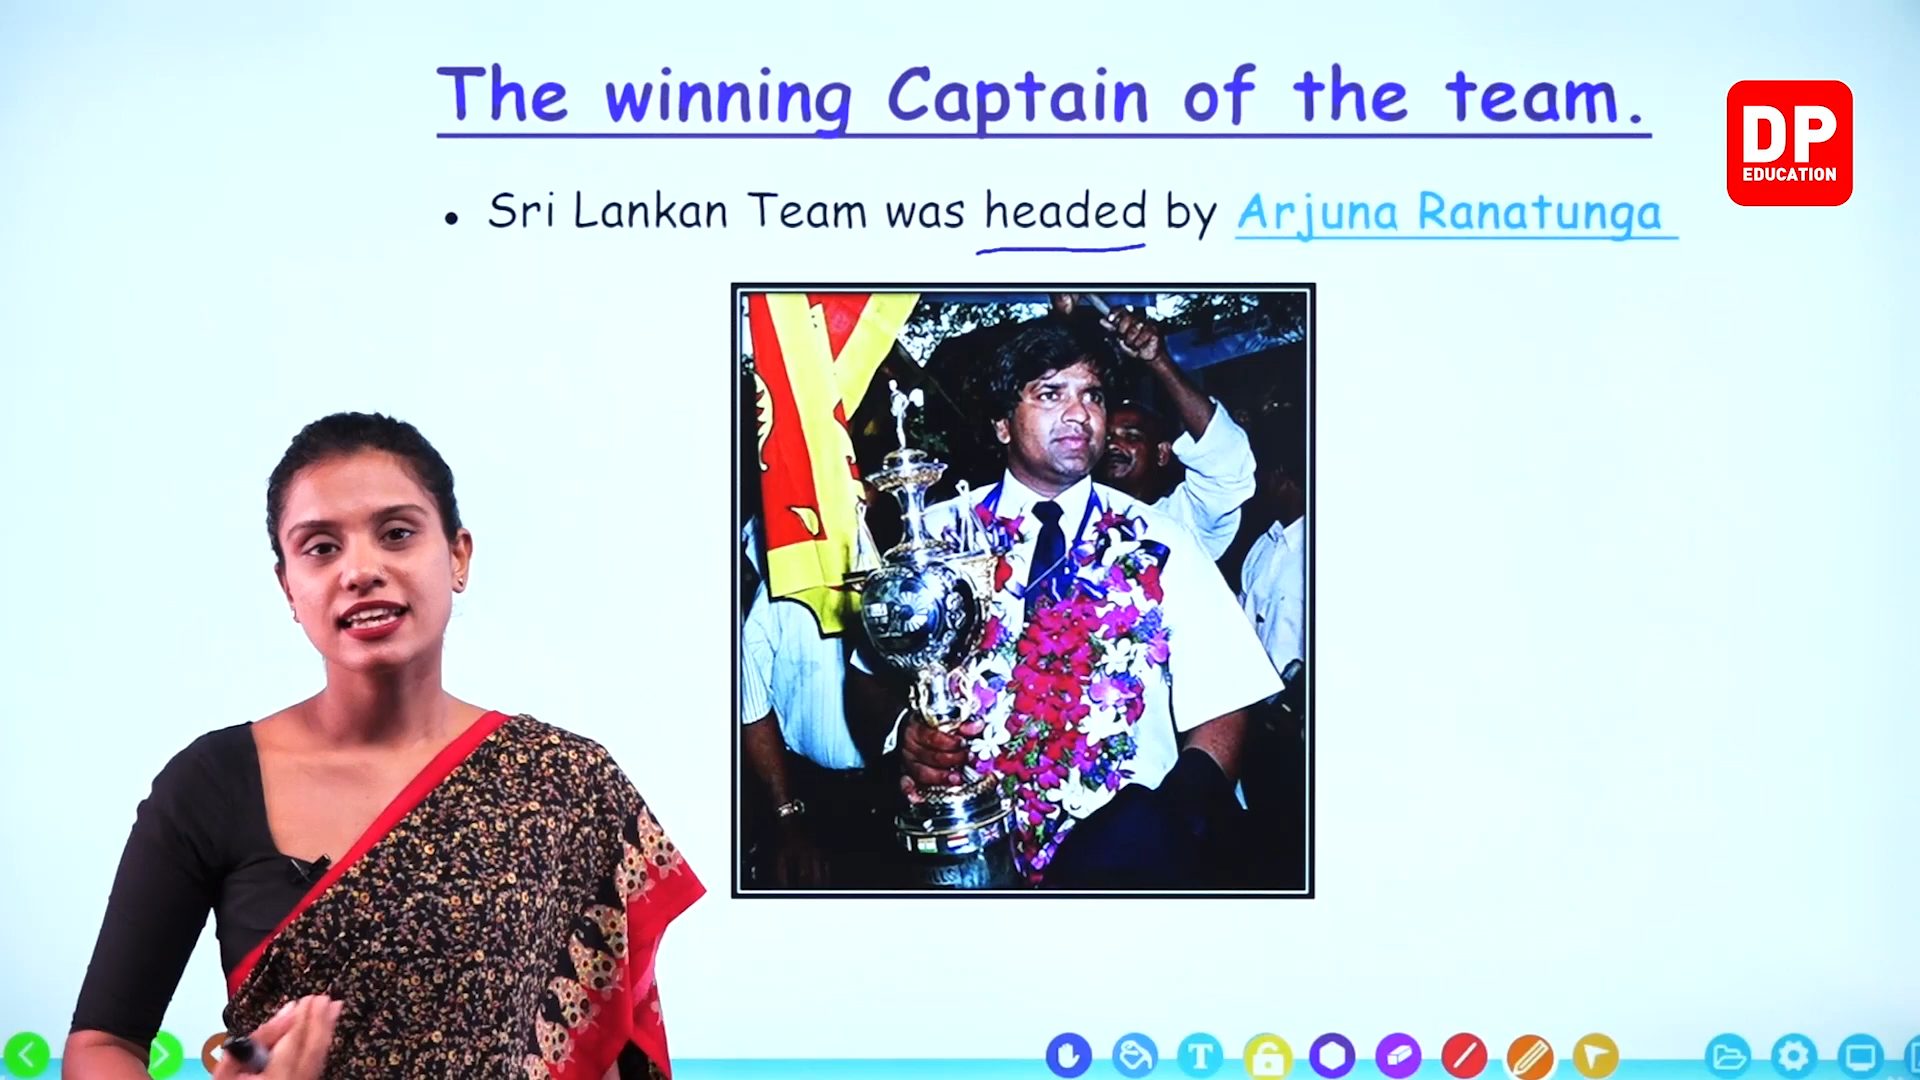 The winning Captain of the team.
DP
EDUCATION
• Sri Lankan Team was headed by Arjuna Ranatunga
T